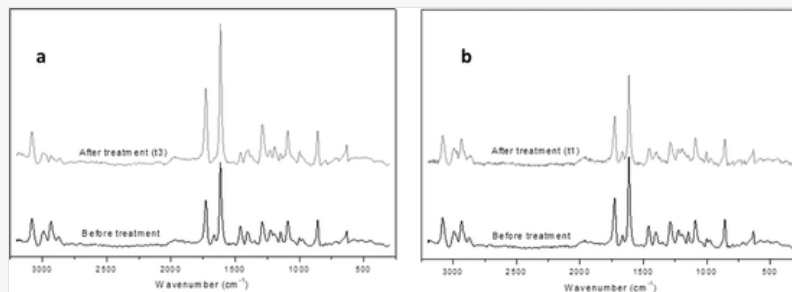 a
After treatment (t3)
Before treatment
3000 2500 2000 1500 1000 500
Wavenumber (cm⁻¹)
b
After treatment (t1)
Before treatment
3000 2500 2000 1500 1000 500
Wavenumber (cm⁻¹)